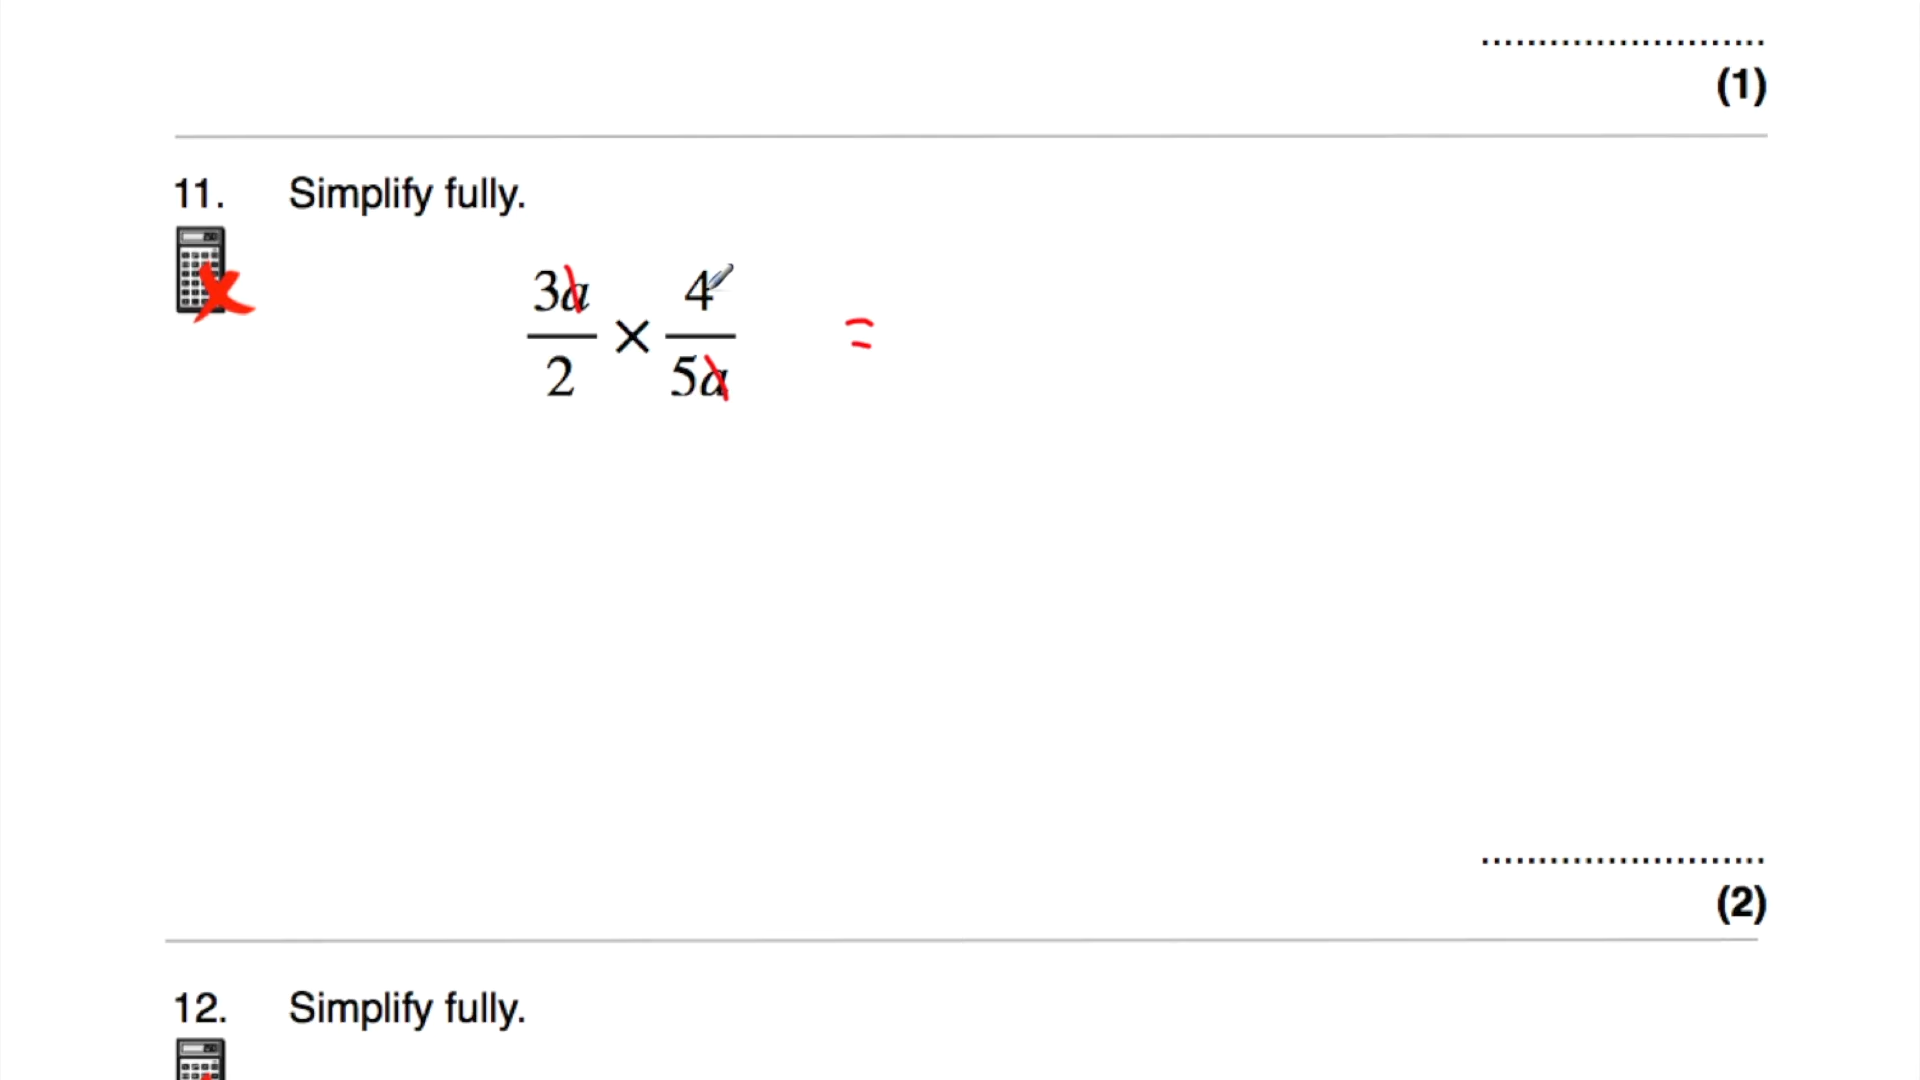 .........................
(1)
11. Simplify fully.
3a/2 × 4/5a =
.........................
(2)
12. Simplify fully.